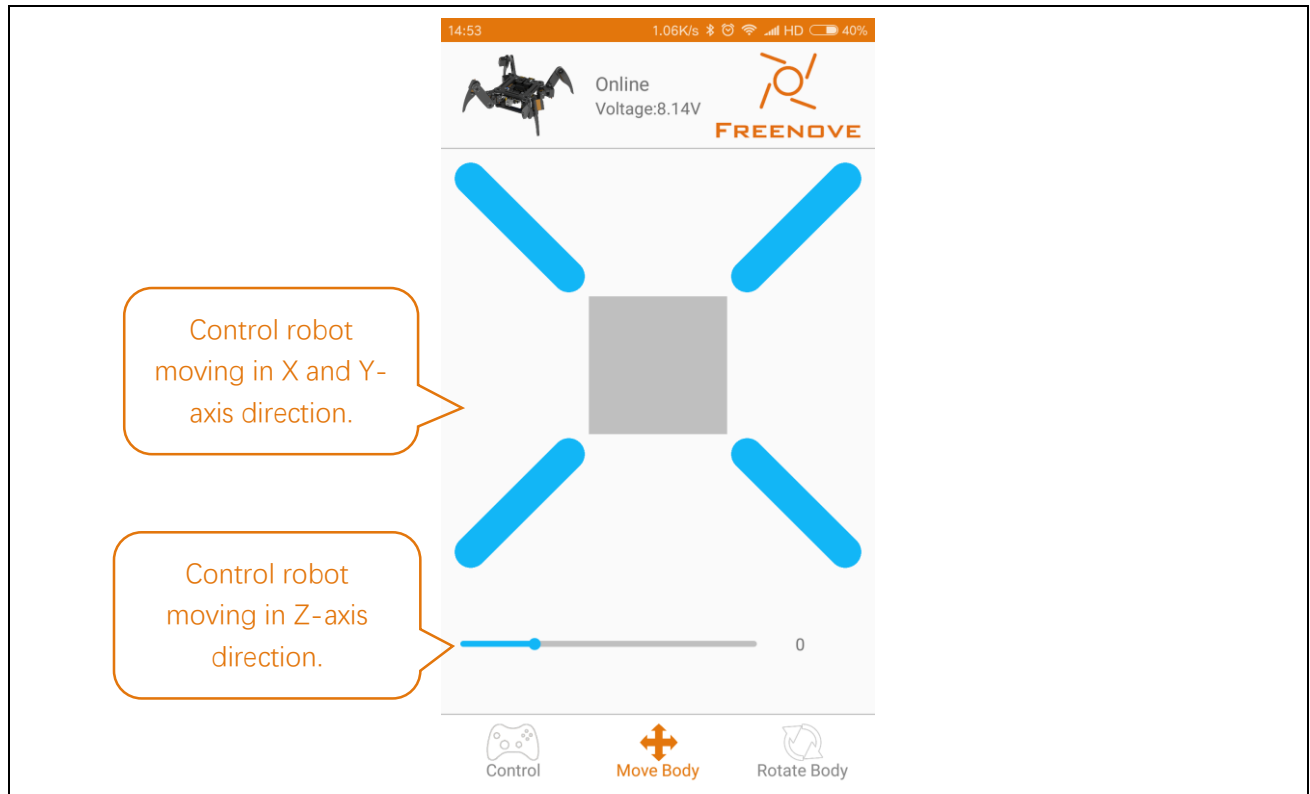 14:53
1.06K/s HD 40%
Online
Voltage:8.14V
FREENOVE
Control robot
moving in X and Y-
axis direction.
Control robot
moving in Z-axis
direction.
0
Control
Move Body
Rotate Body